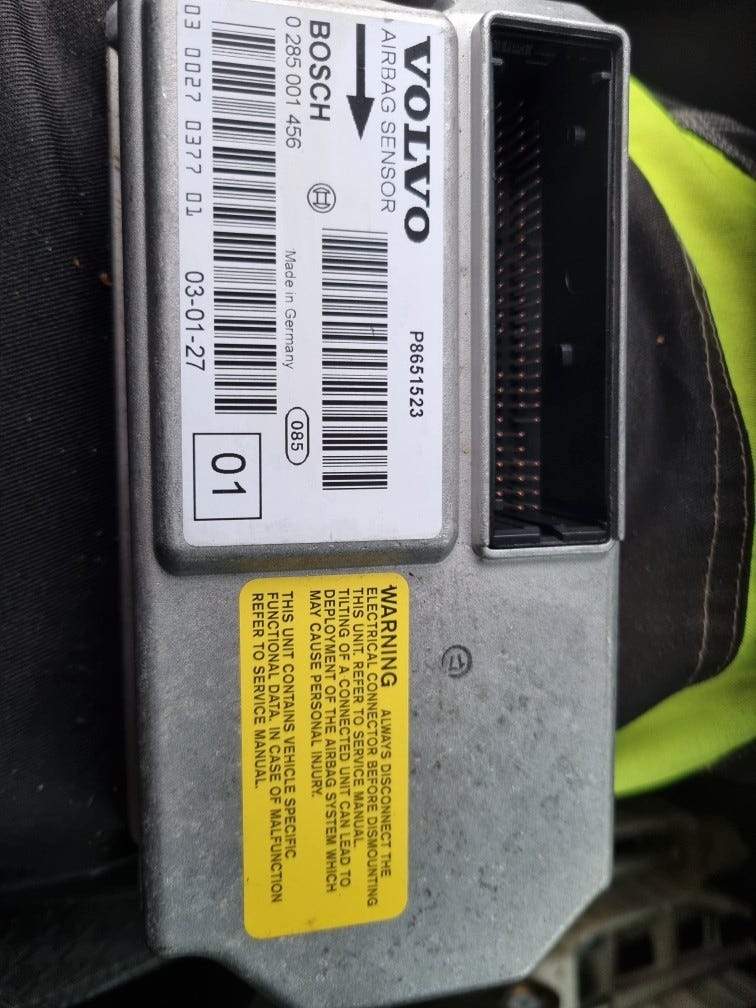 VOLVO
AIRBAG SENSOR
P8651523
BOSCH
0 285 001 456
Made in Germany
085
03 0027 0377 01
03-01-27
01
WARNING ALWAYS DISCONNECT THE
ELECTRICAL CONNECTOR BEFORE DISMOUNTING
THIS UNIT. REFER TO SERVICE MANUAL.
TILTING OF A CONNECTED UNIT CAN LEAD TO
DEPLOYMENT OF THE AIRBAG SYSTEM WHICH
MAY CAUSE PERSONAL INJURY.
THIS UNIT CONTAINS VEHICLE SPECIFIC
FUNCTIONAL DATA. IN CASE OF MALFUNCTION
REFER TO SERVICE MANUAL.